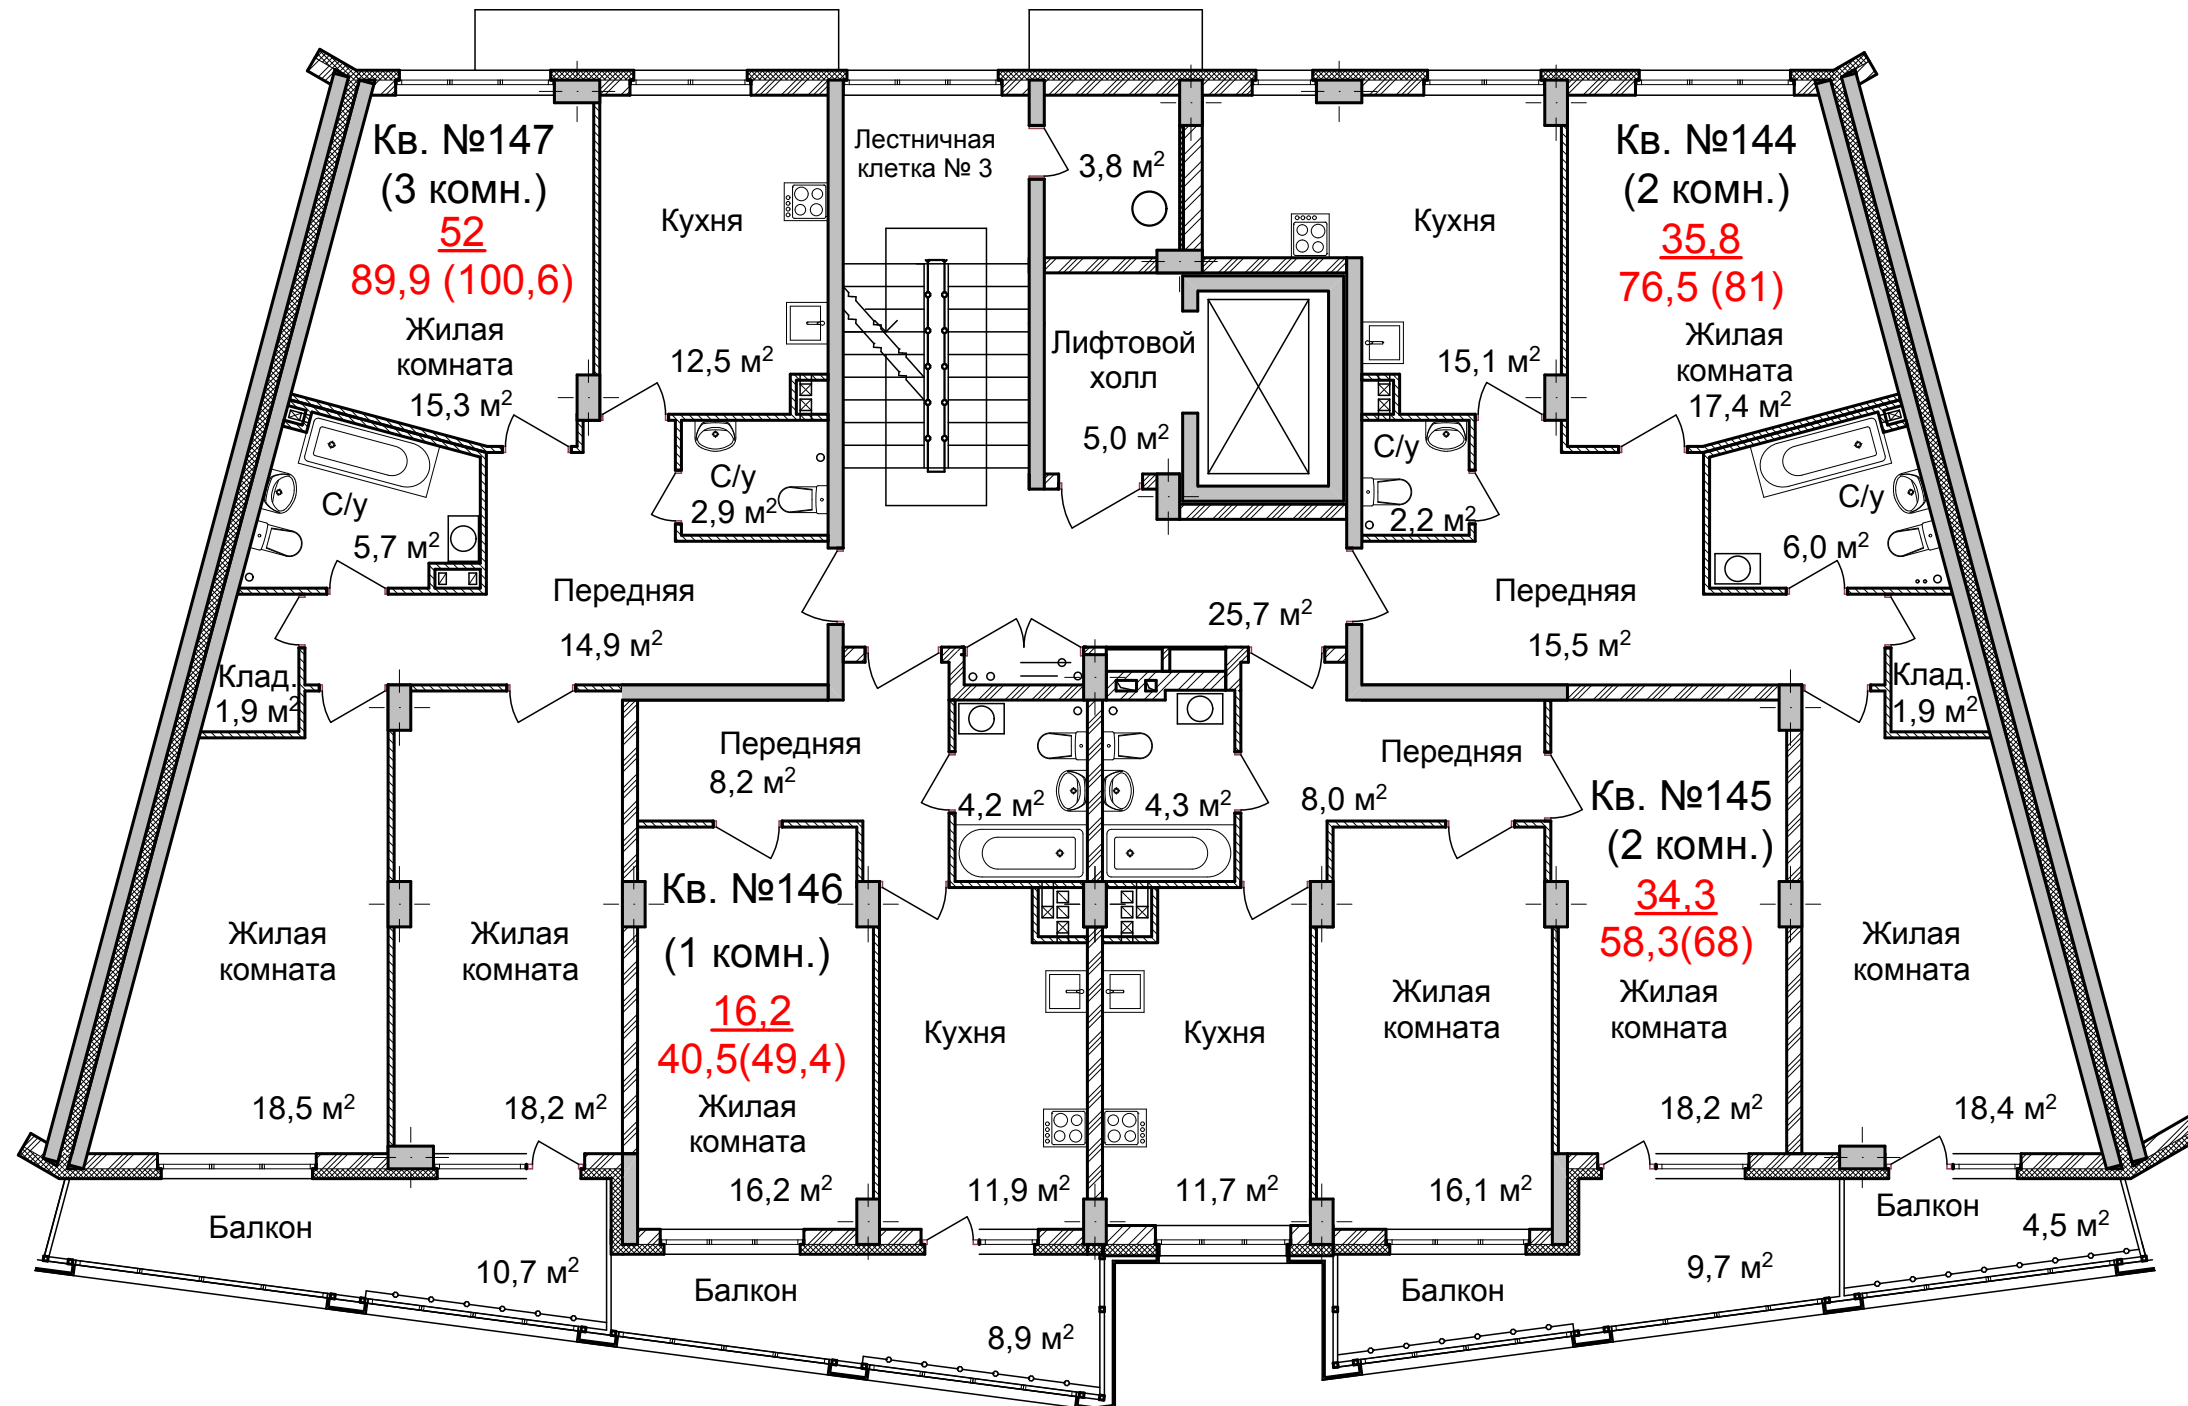 Кв. №147
(3 комн.)
52
89,9 (100,6)
Жилая
комната
15,3 м²
Кухня
12,5 м²
Лестничная
клетка № 3
3,8 м²
Лифтовой
холл
5,0 м²
Кухня
15,1 м²
Кв. №144
(2 комн.)
35,8
76,5 (81)
Жилая
комната
17,4 м²
С/у
5,7 м²
С/у
2,9 м²
С/у
2,2 м²
С/у
6,0 м²
Передняя
14,9 м²
25,7 м²
Передняя
15,5 м²
Клад.
1,9 м²
Клад.
1,9 м²
Передняя
8,2 м²
4,2 м²
4,3 м²
Передняя
8,0 м²
Жилая
комната
18,5 м²
Жилая
комната
18,2 м²
Кв. №146
(1 комн.)
16,2
40,5(49,4)
Жилая
комната
16,2 м²
Кухня
11,9 м²
Кухня
11,7 м²
Жилая
комната
16,1 м²
Кв. №145
(2 комн.)
34,3
58,3(68)
Жилая
комната
18,2 м²
Жилая
комната
18,4 м²
Балкон
10,7 м²
Балкон
8,9 м²
Балкон
9,7 м²
Балкон
4,5 м²